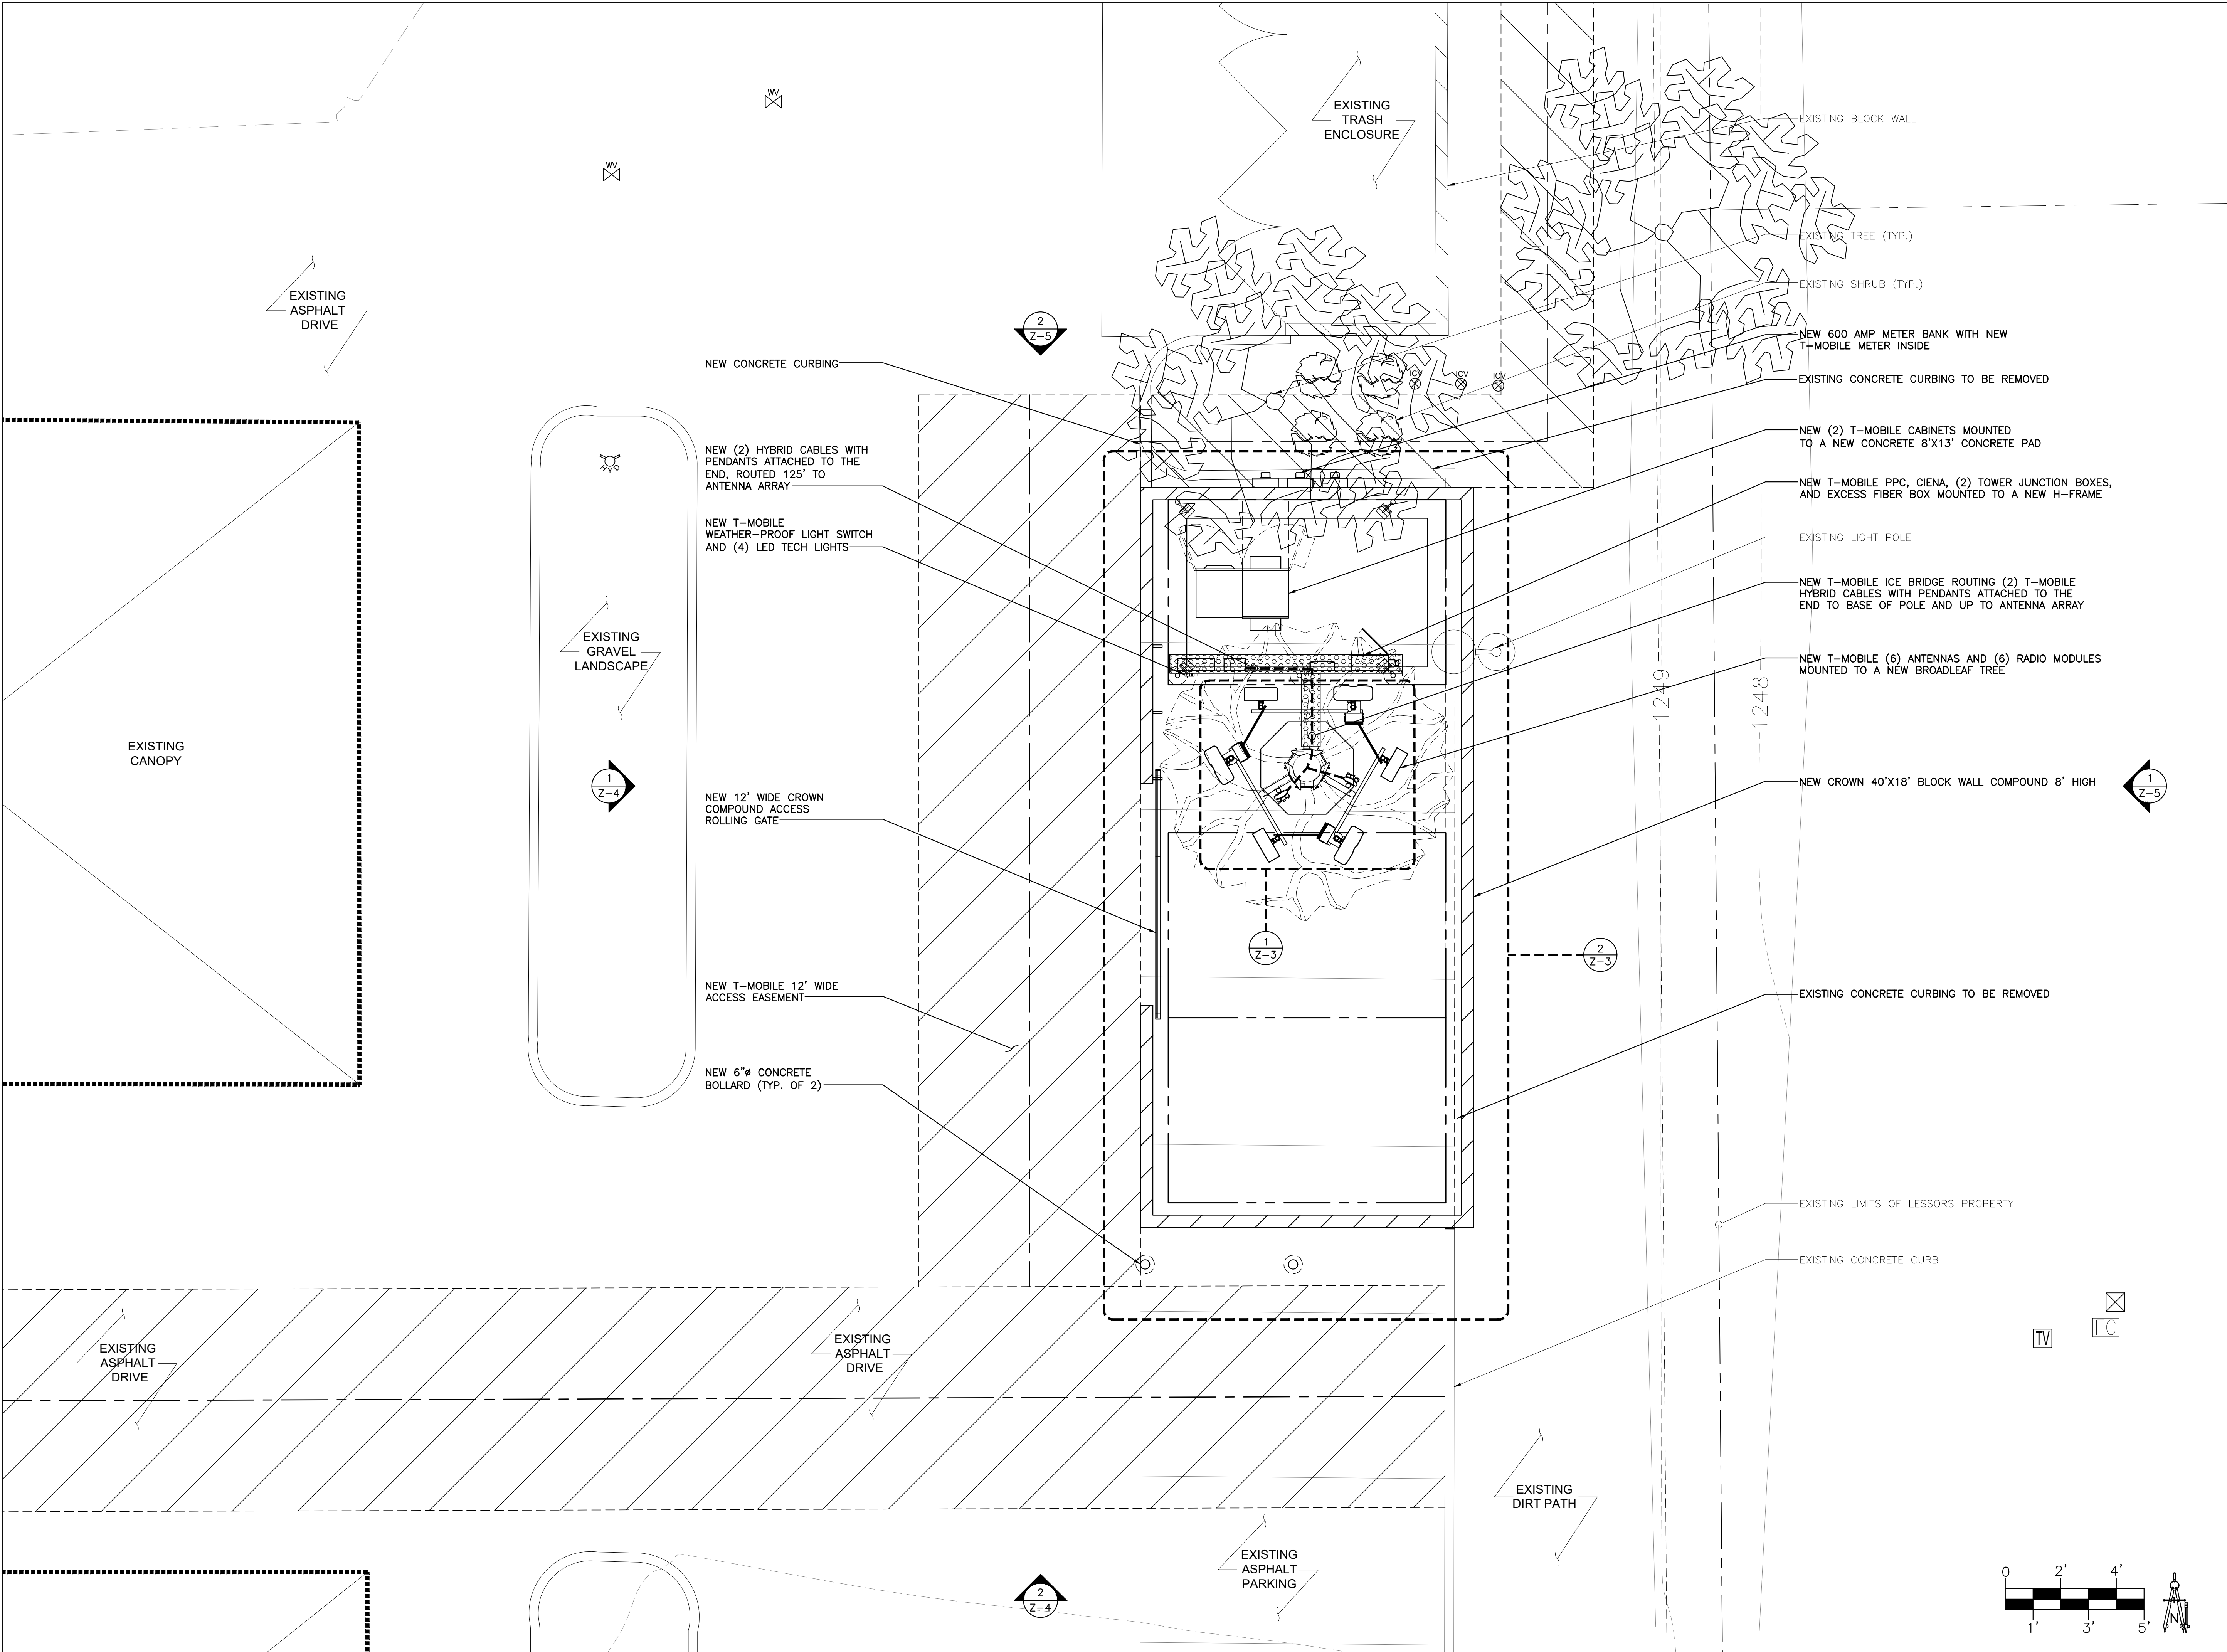 WV
WV
EXISTING
TRASH
ENCLOSURE
EXISTING
ASPHALT
DRIVE
2
Z-5
ICV
ICV
ICV
EXISTING
GRAVEL
LANDSCAPE
EXISTING
CANOPY
1
Z-4
NEW CONCRETE CURBING
NEW (2) HYBRID CABLES WITH
PENDANTS ATTACHED TO THE
END, ROUTED 125' TO
ANTENNA ARRAY
NEW T-MOBILE
WEATHER-PROOF LIGHT SWITCH
AND (4) LED TECH LIGHTS
NEW 12' WIDE CROWN
COMPOUND ACCESS
ROLLING GATE
NEW T-MOBILE 12' WIDE
ACCESS EASEMENT
NEW 6"ø CONCRETE
BOLLARD (TYP. OF 2)
EXISTING BLOCK WALL
EXISTING TREE (TYP.)
EXISTING SHRUB (TYP.)
NEW 600 AMP METER BANK WITH NEW
T-MOBILE METER INSIDE
EXISTING CONCRETE CURBING TO BE REMOVED
NEW (2) T-MOBILE CABINETS MOUNTED
TO A NEW CONCRETE 8'X13' CONCRETE PAD
NEW T-MOBILE PPC, CIENA, (2) TOWER JUNCTION BOXES,
AND EXCESS FIBER BOX MOUNTED TO A NEW H-FRAME
EXISTING LIGHT POLE
NEW T-MOBILE ICE BRIDGE ROUTING (2) T-MOBILE
HYBRID CABLES WITH PENDANTS ATTACHED TO THE
END TO BASE OF POLE AND UP TO ANTENNA ARRAY
NEW T-MOBILE (6) ANTENNAS AND (6) RADIO MODULES
MOUNTED TO A NEW BROADLEAF TREE
1249
1248
NEW CROWN 40'X18' BLOCK WALL COMPOUND 8' HIGH
1
Z-5
1
Z-3
2
Z-3
EXISTING CONCRETE CURBING TO BE REMOVED
EXISTING LIMITS OF LESSORS PROPERTY
EXISTING CONCRETE CURB
TV
FC
EXISTING
ASPHALT
DRIVE
EXISTING
ASPHALT
DRIVE
EXISTING
DIRT PATH
EXISTING
ASPHALT
PARKING
2
Z-4
0 2' 4'
1' 3' 5'
N